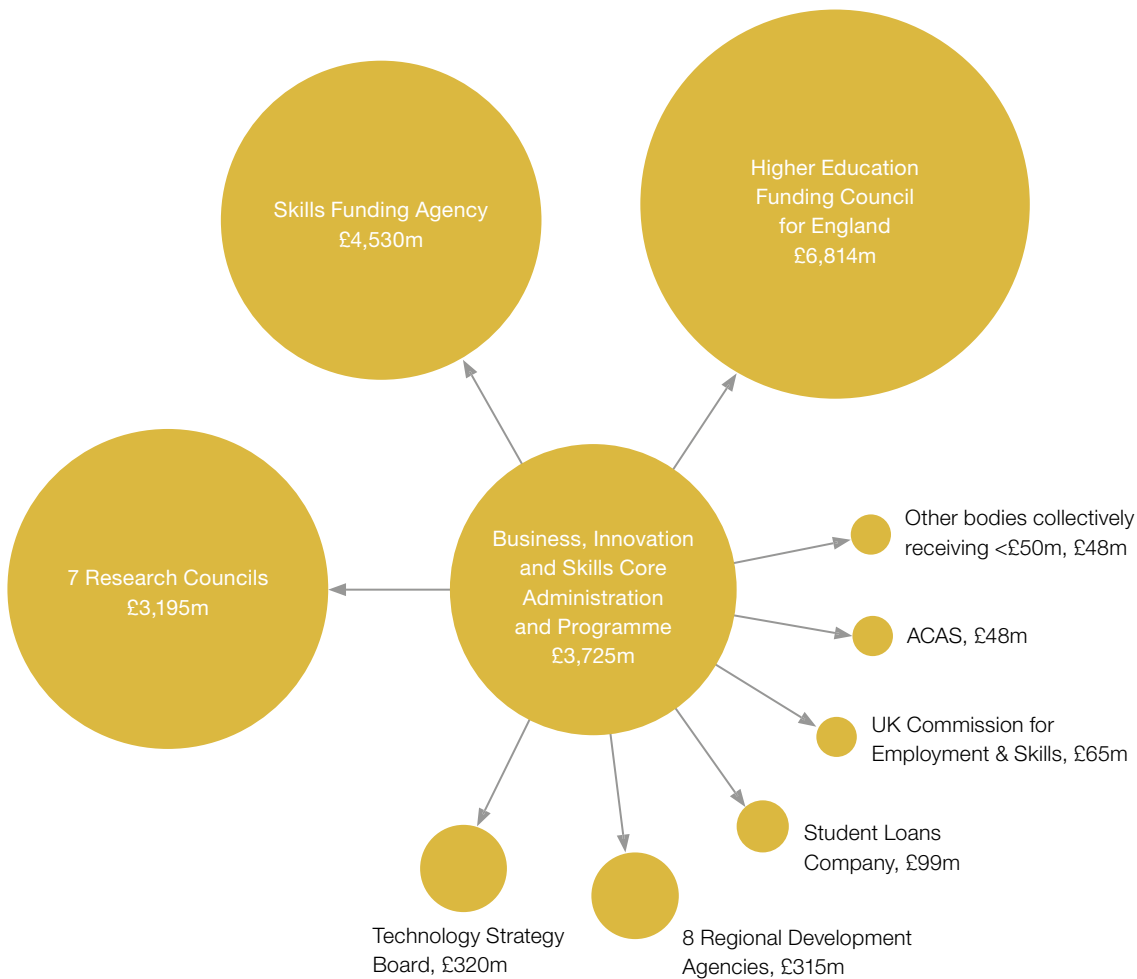 Higher Education
Funding Council
for England
£6,814m
Skills Funding Agency
£4,530m
Other bodies collectively
receiving <£50m, £48m
Business, Innovation
and Skills Core
Administration
and Programme
£3,725m
7 Research Councils
£3,195m
ACAS, £48m
UK Commission for
Employment & Skills, £65m
Student Loans
Company, £99m
Technology Strategy
Board, £320m
8 Regional Development
Agencies, £315m